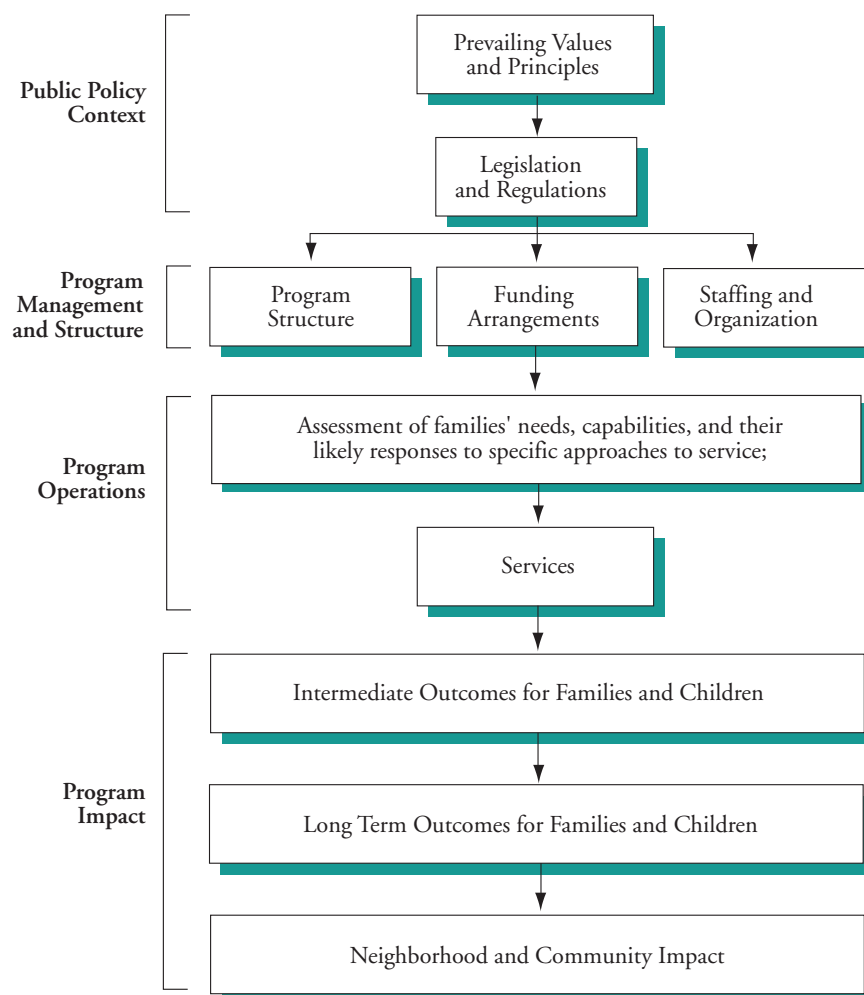 Prevailing Values
and Principles
Public Policy
Context
Legislation
and Regulations
Program
Management
and Structure
Program
Structure
Funding
Arrangements
Staffing and
Organization
Program
Operations
Assessment of families' needs, capabilities, and their
likely responses to specific approaches to service;
Services
Program
Impact
Intermediate Outcomes for Families and Children
Long Term Outcomes for Families and Children
Neighborhood and Community Impact